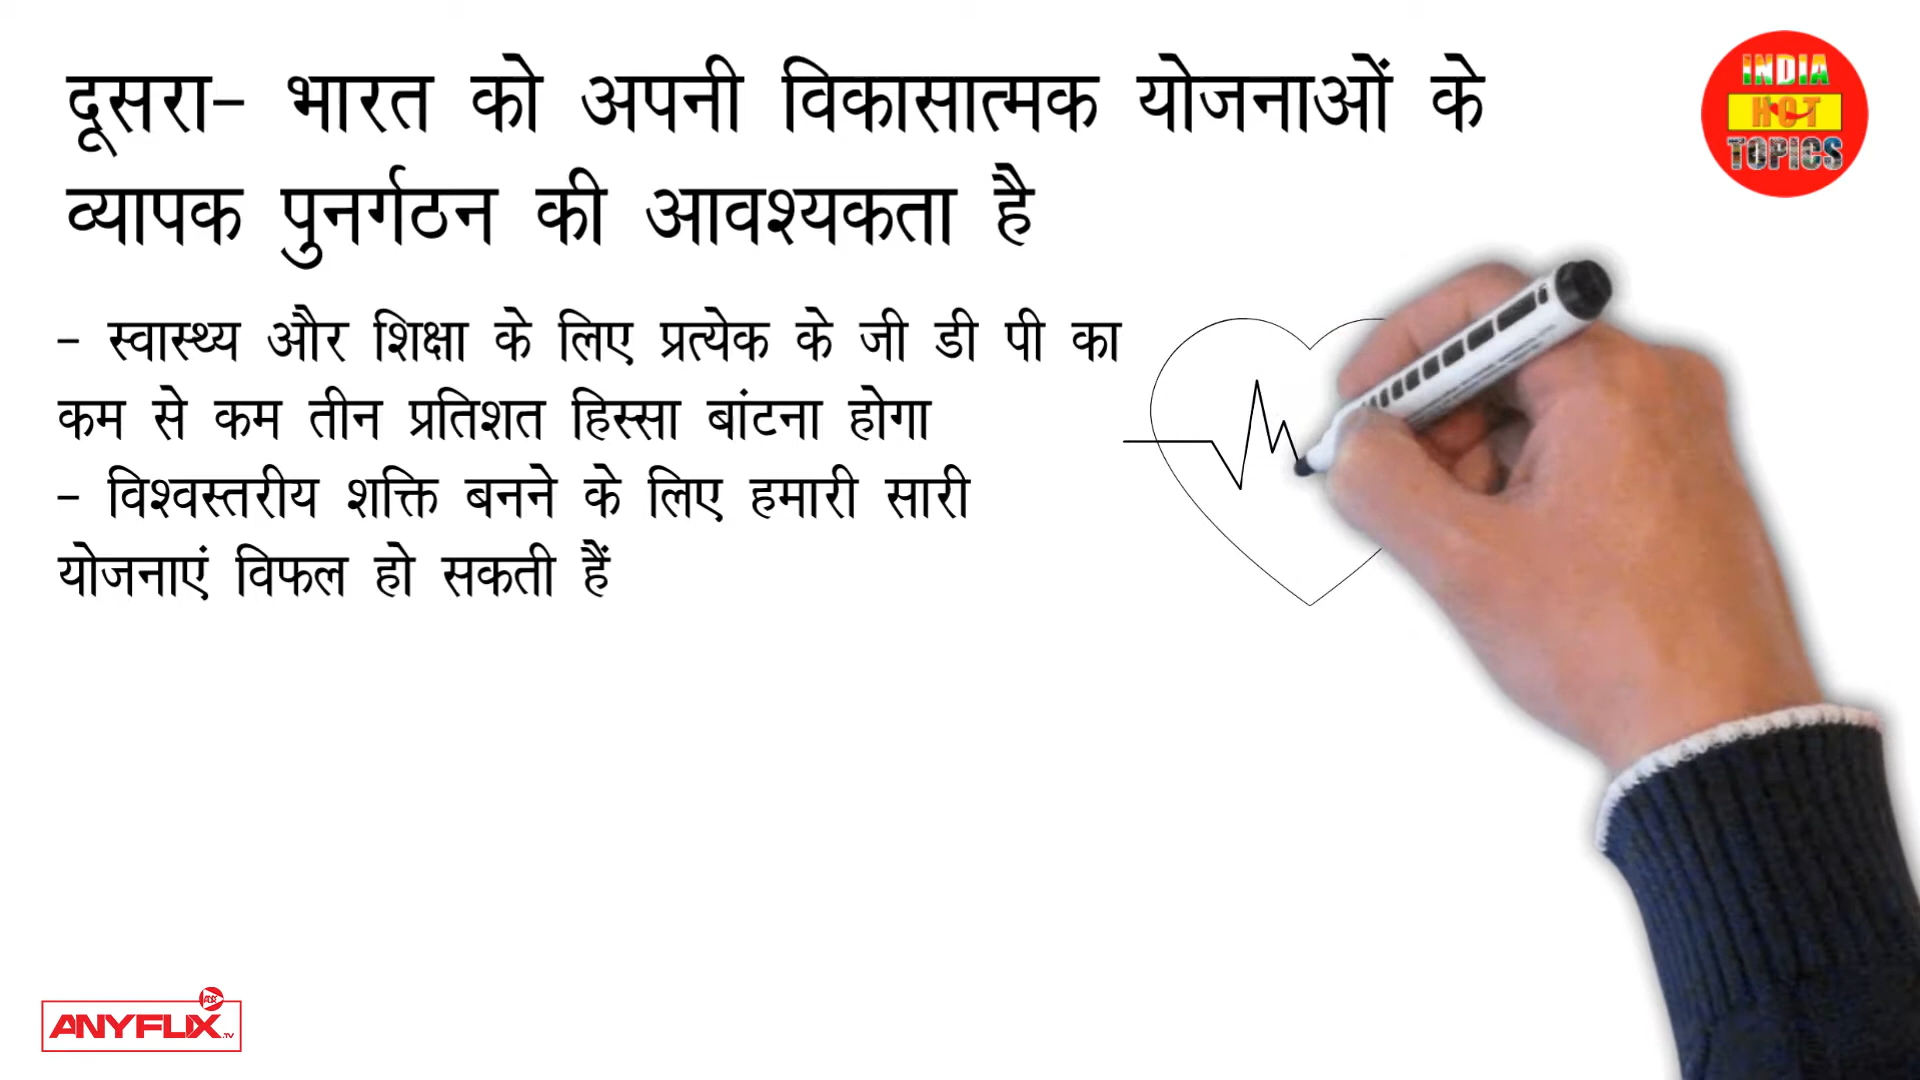 दूसरा- भारत को अपनी विकासात्मक योजनाओं के
व्यापक पुनर्गठन की आवश्यकता है
- स्वास्थ्य और शिक्षा के लिए प्रत्येक के जी डी पी का
कम से कम तीन प्रतिशत हिस्सा बांटना होगा
- विश्वस्तरीय शक्ति बनने के लिए हमारी सारी
योजनाएं विफल हो सकती हैं
INDIA
HOT
TOPICS
ANYFLIX.TV